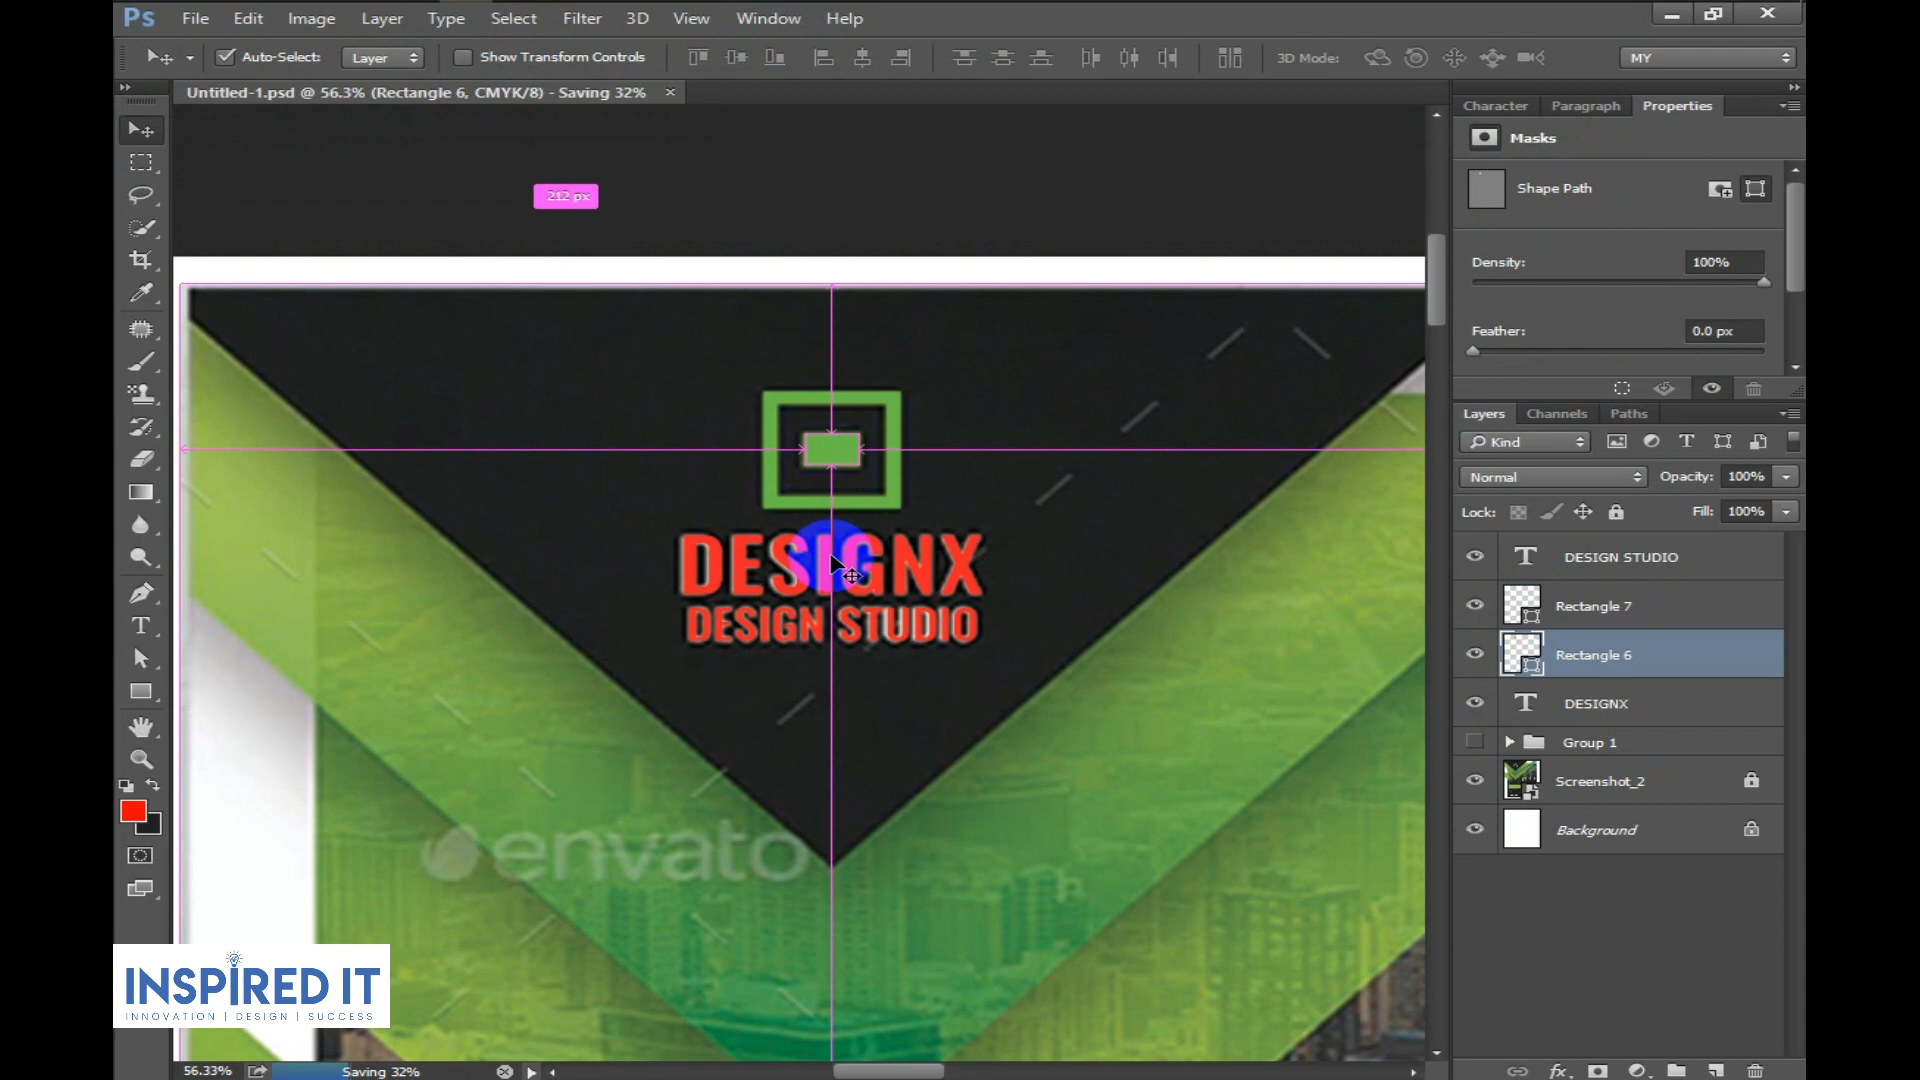 Ps File Edit Image Layer Type Select Filter 3D View Window Help
Auto-Select: Layer Show Transform Controls 3D Mode: MY
Untitled-1.psd @ 56.3% (Rectangle 6, CMYK/8) - Saving 32% ×
Character Paragraph Properties
Masks
Shape Path
212 px
Density: 100%
Feather: 0.0 px
Layers Channels Paths
Kind
Normal Opacity: 100%
Lock: Fill: 100%
DESIGNX
DESIGN STUDIO
DESIGN STUDIO
Rectangle 7
Rectangle 6
DESIGNX
Group 1
Screenshot_2
Background
envato
INSPIRED IT
INNOVATION | DESIGN | SUCCESS
56.33% Saving 32%